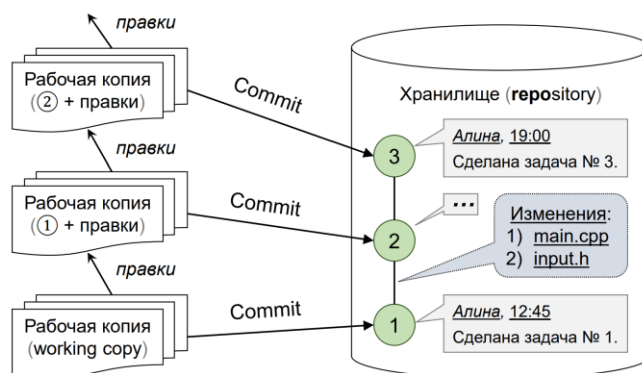 правки
Рабочая копия
(② + правки)
Commit
правки
Рабочая копия
(① + правки)
Commit
правки
Рабочая копия
(working copy)
Commit
Хранилище (repository)
3
Алина, 19:00
Сделана задача № 3.
...
2
Изменения:
1) main.cpp
2) input.h
1
Алина, 12:45
Сделана задача № 1.